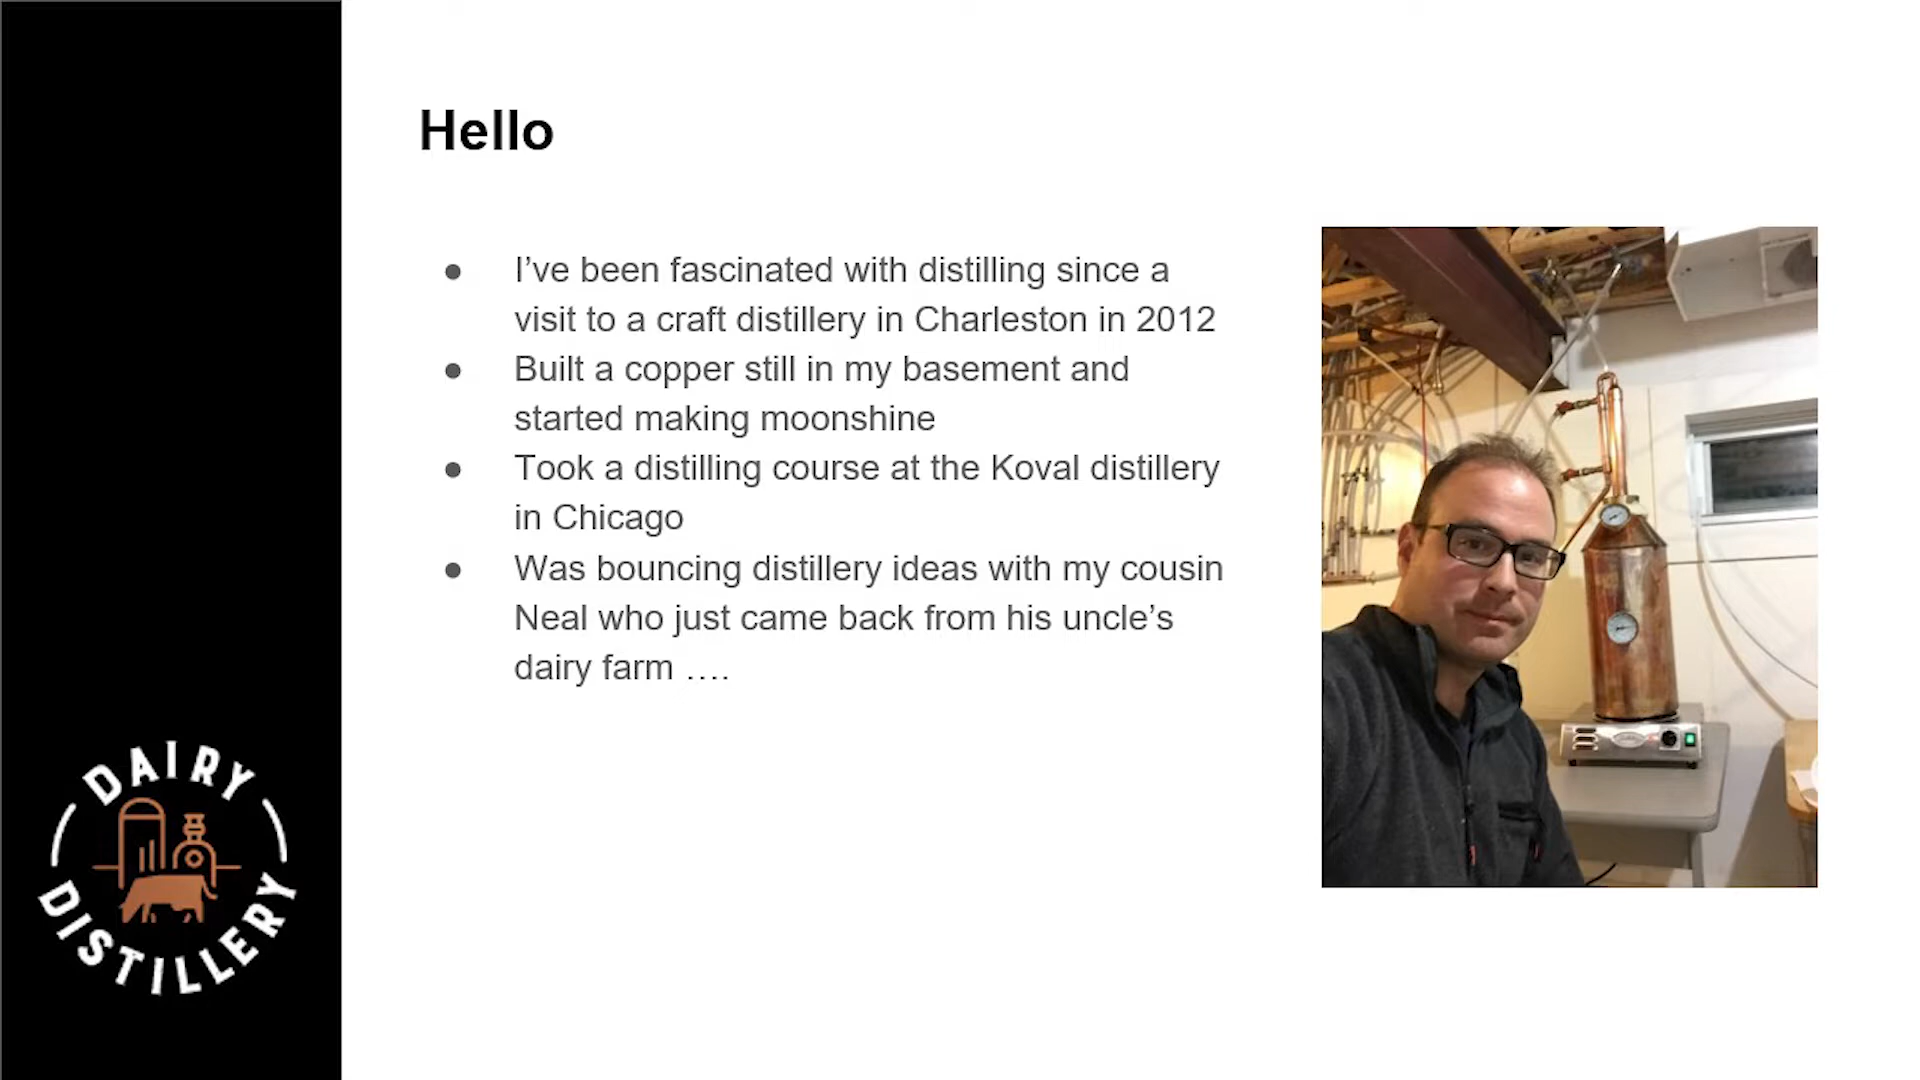 Hello
● I’ve been fascinated with distilling since a
visit to a craft distillery in Charleston in 2012
● Built a copper still in my basement and
started making moonshine
● Took a distilling course at the Koval distillery
in Chicago
● Was bouncing distillery ideas with my cousin
Neal who just came back from his uncle’s
dairy farm ….
DAIRY
DISTILLERY